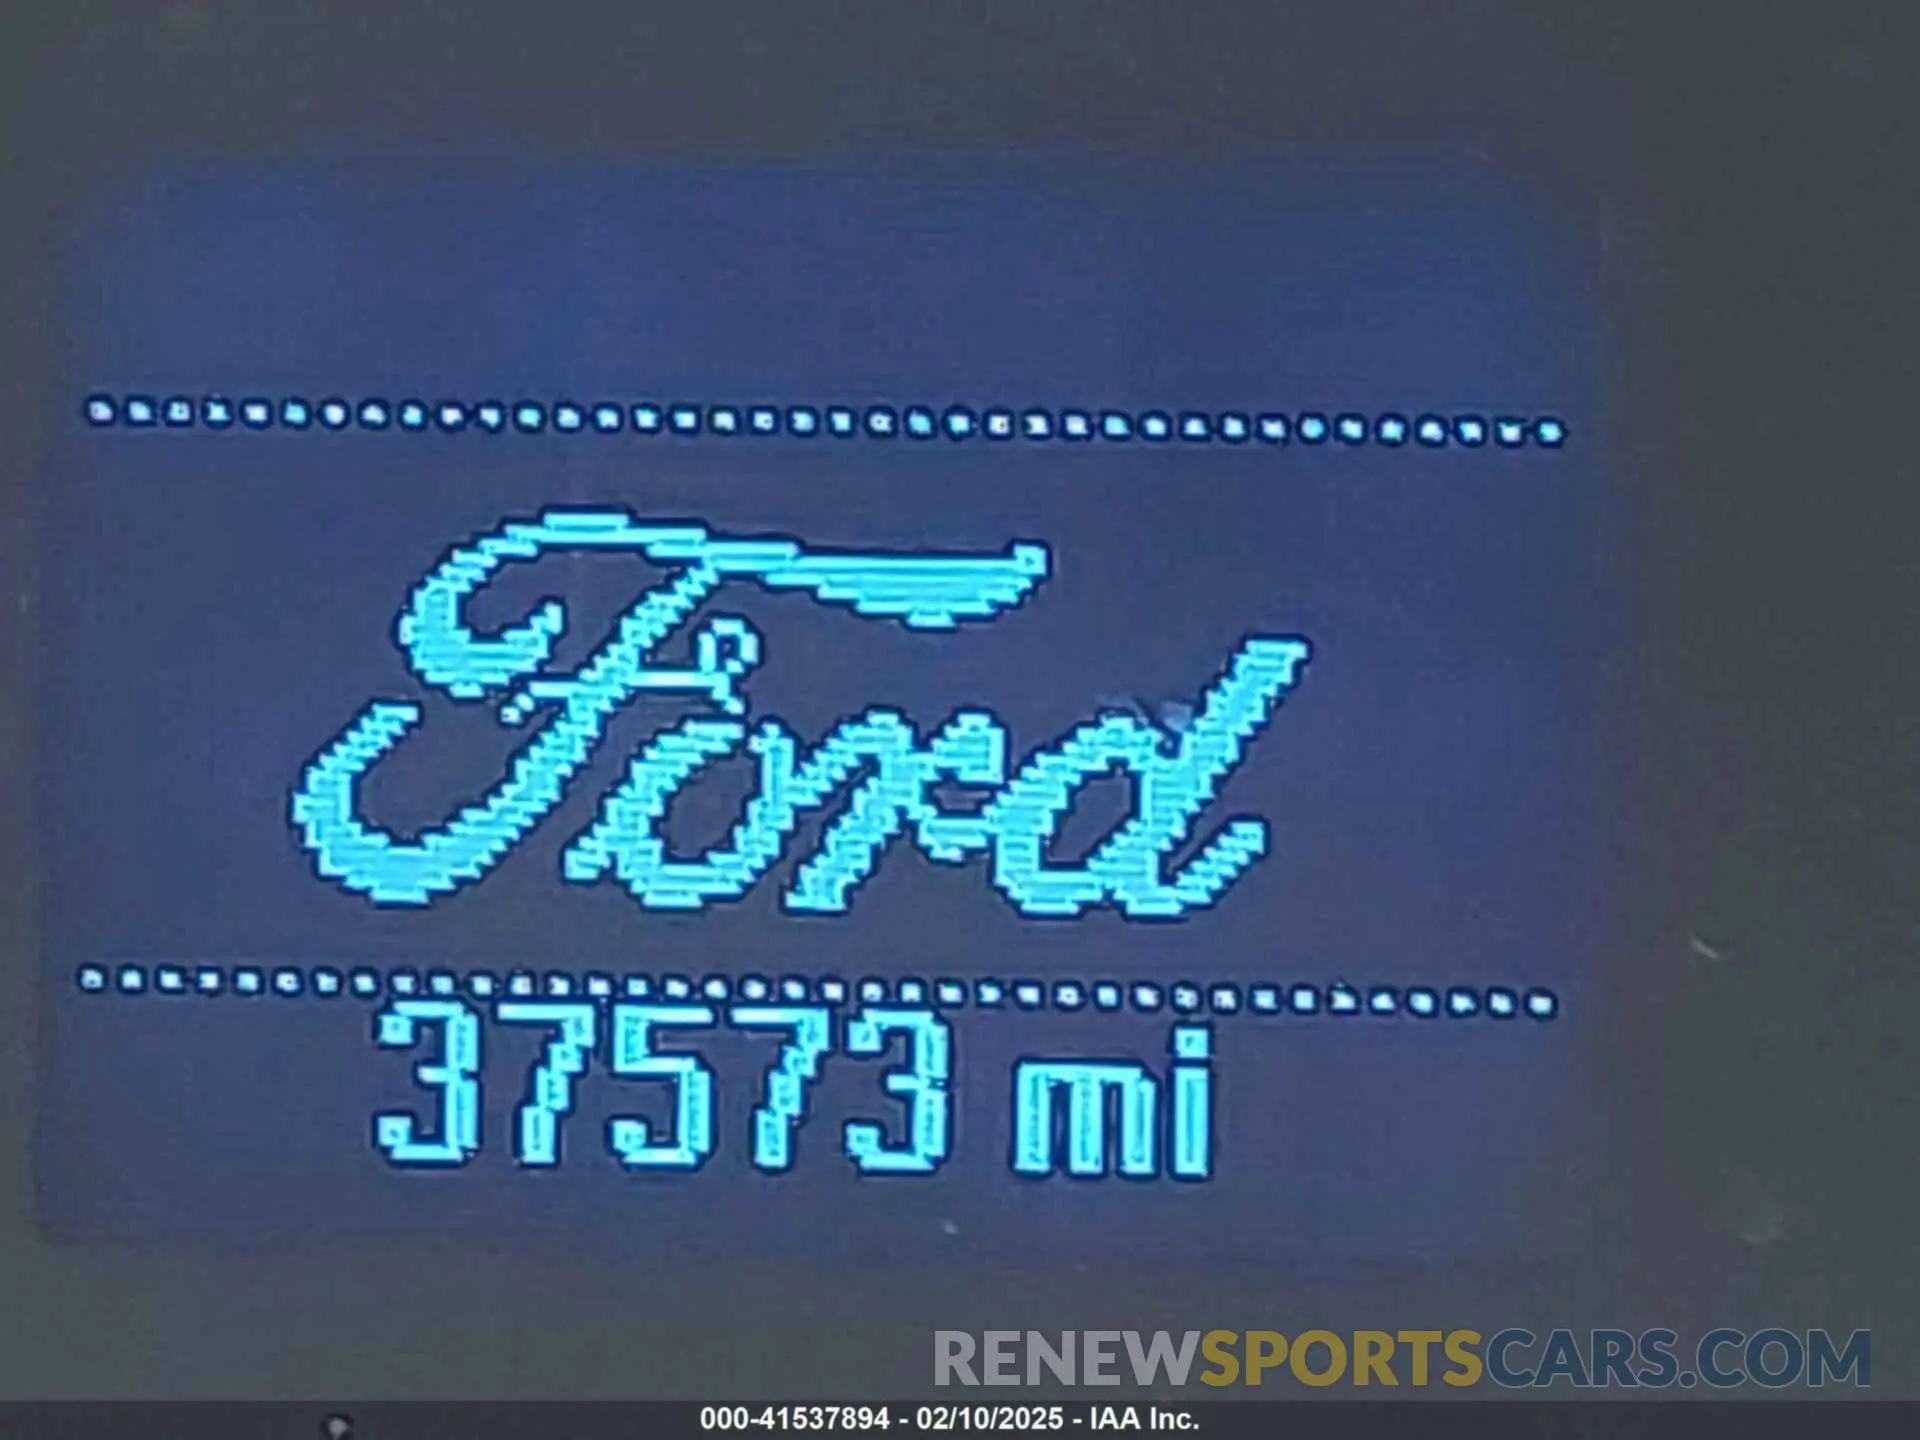 Ford
37573 mi
RENEWSPORTSCARS.COM
000-41537894 - 02/10/2025 - IAA Inc.